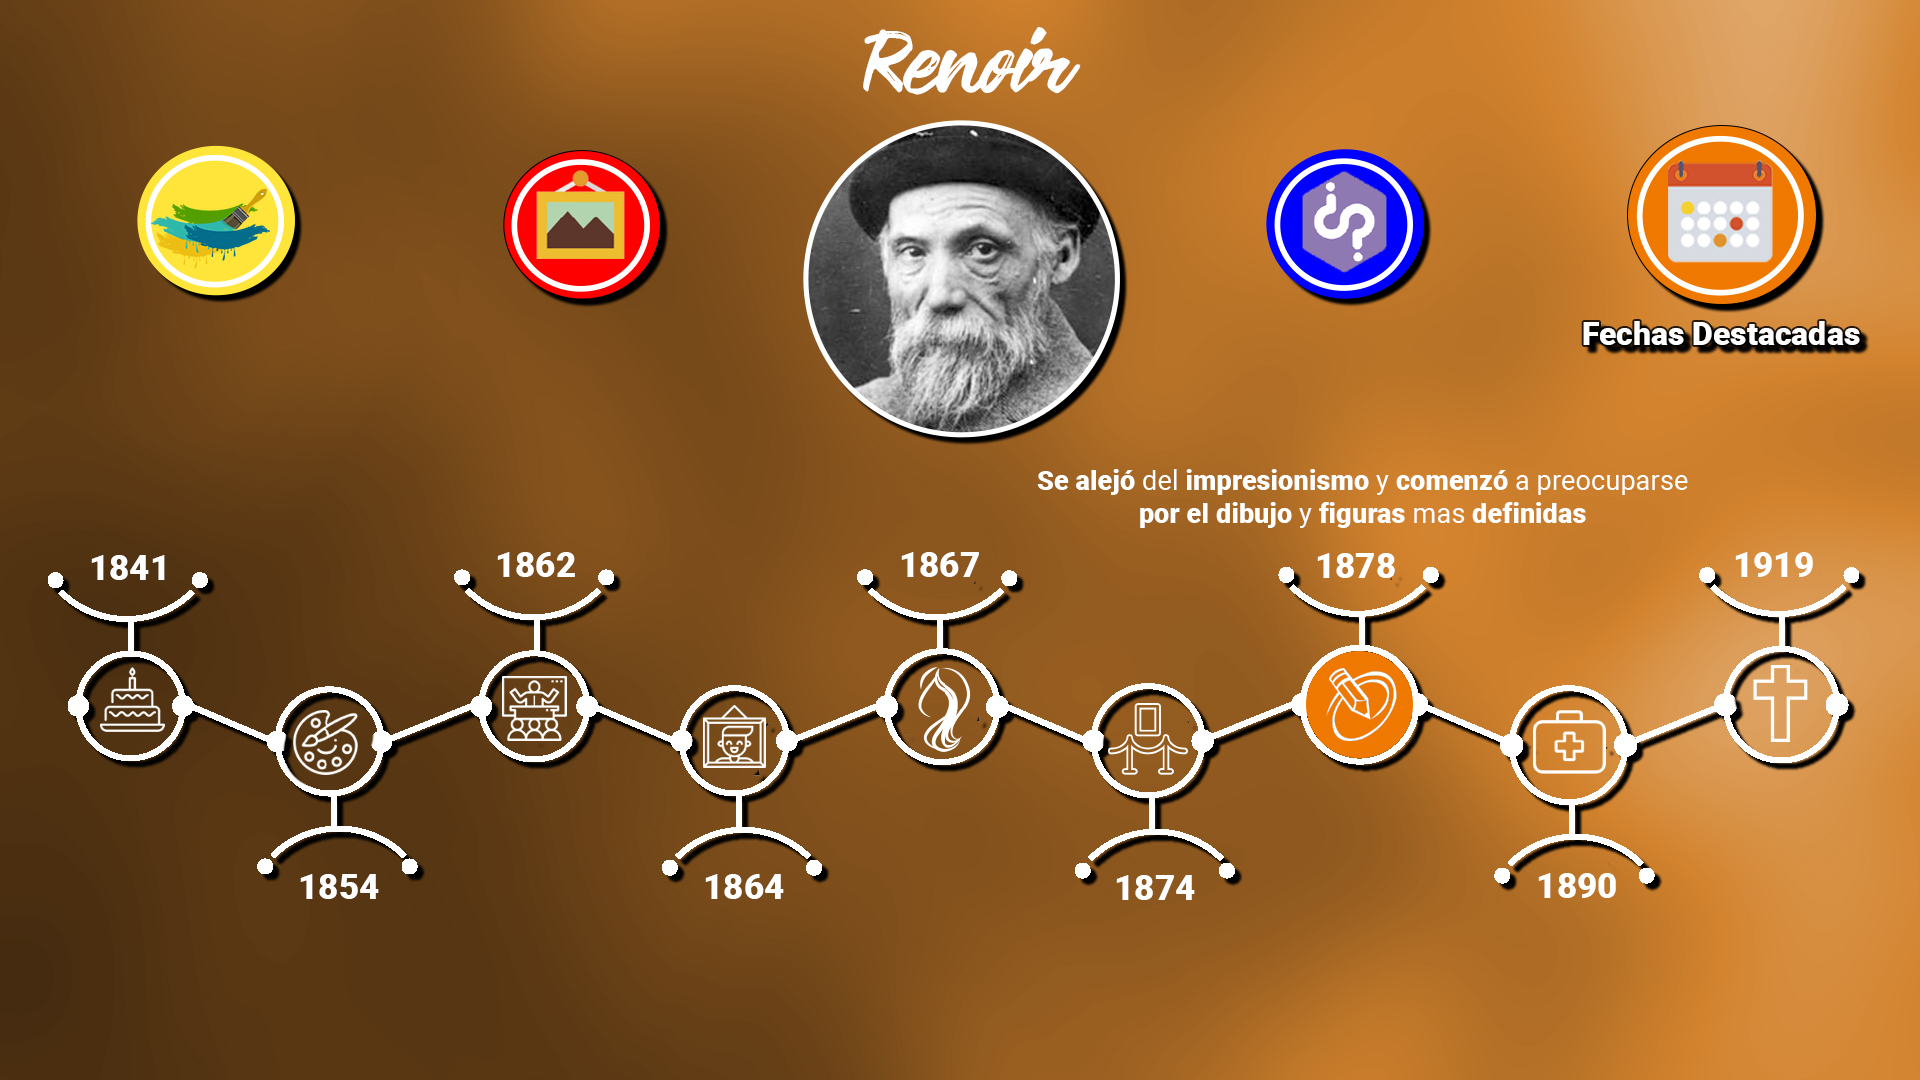 Renoir
Fechas Destacadas
Se alejó del impresionismo y comenzó a preocuparse
por el dibujo y figuras mas definidas
1841
1862
1867
1878
1919
1854
1864
1874
1890